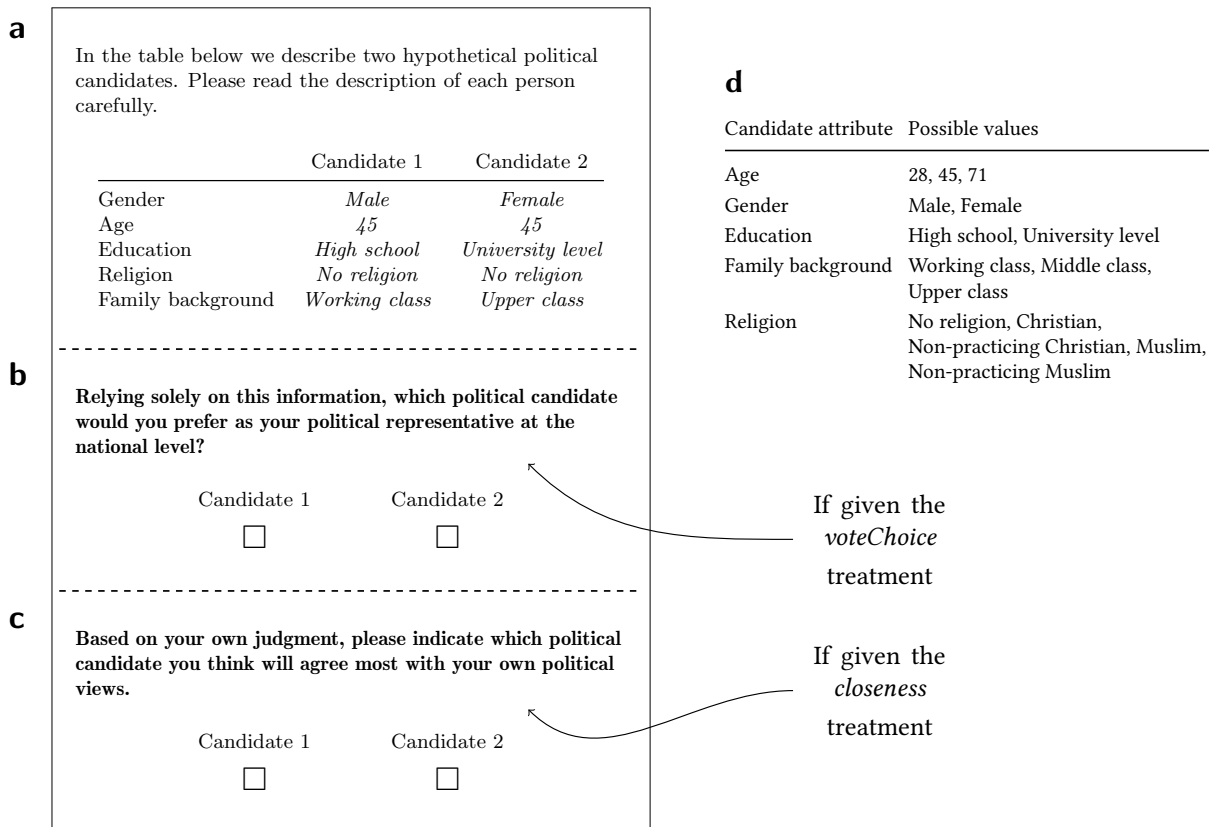 a
In the table below we describe two hypothetical political
candidates. Please read the description of each person
carefully.
Candidate 1 Candidate 2
Gender Male Female
Age 45 45
Education High school University level
Religion No religion No religion
Family background Working class Upper class
b
Relying solely on this information, which political candidate
would you prefer as your political representative at the
national level?
Candidate 1 Candidate 2
c
Based on your own judgment, please indicate which political
candidate you think will agree most with your own political
views.
Candidate 1 Candidate 2
d
Candidate attribute Possible values
Age 28, 45, 71
Gender Male, Female
Education High school, University level
Family background Working class, Middle class,
Upper class
Religion No religion, Christian,
Non-practicing Christian, Muslim,
Non-practicing Muslim
If given the
voteChoice
treatment
If given the
closeness
treatment